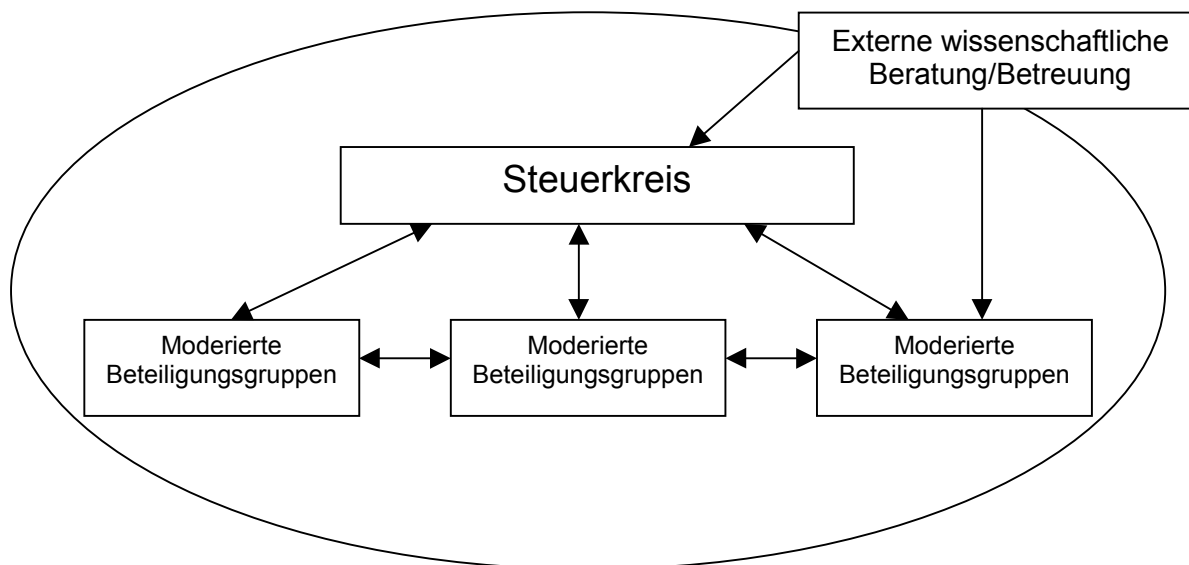 Externe wissenschaftliche
Beratung/Betreuung
Steuerkreis
Moderierte
Beteiligungsgruppen
Moderierte
Beteiligungsgruppen
Moderierte
Beteiligungsgruppen